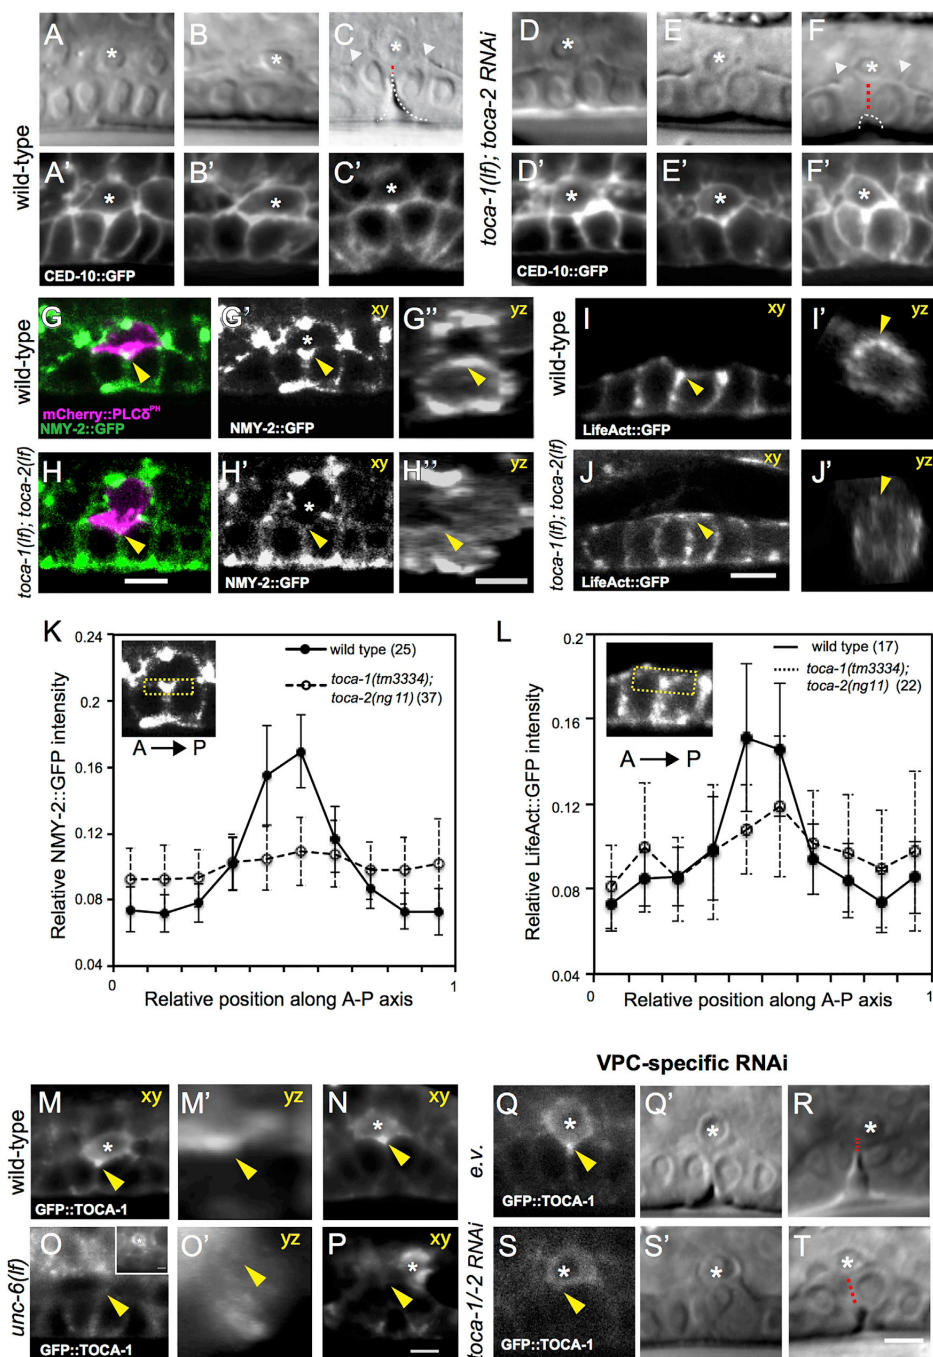 A
B
C
D
E
F
*
*
*
*
*
*
wild-type
toca-1(lf); toca-2 RNAi
A'
B'
C'
D'
E'
F'
*
*
*
*
*
*
CED-10::GFP
CED-10::GFP
wild-type
G
G'
xy
G''
yz
*
mCherry::PLCδPH
NMY-2::GFP
NMY-2::GFP
wild-type
I
xy
I'
yz
LifeAct::GFP
toca-1(lf); toca-2(lf)
H
H'
xy
H''
yz
*
NMY-2::GFP
toca-1(lf); toca-2(lf)
J
xy
J'
yz
LifeAct::GFP
K
0.24
0.2
0.16
0.12
0.08
0.04
Relative NMY-2::GFP intensity
wild type (25)
toca-1(tm3334);
toca-2(ng11) (37)
A P
0
1
Relative position along A-P axis
L
0.2
0.16
0.12
0.08
0.04
Relative LifeAct::GFP intensity
wild type (17)
toca-1(tm3334);
toca-2(ng11) (22)
A P
0
1
Relative position along A-P axis
VPC-specific RNAi
wild-type
M
xy
M'
yz
N
xy
*
*
GFP::TOCA-1
e.v.
Q
Q'
R
*
*
*
GFP::TOCA-1
unc-6(lf)
O
*
O'
yz
P
xy
*
GFP::TOCA-1
toca-1/-2 RNAi
S
S'
T
*
*
*
GFP::TOCA-1